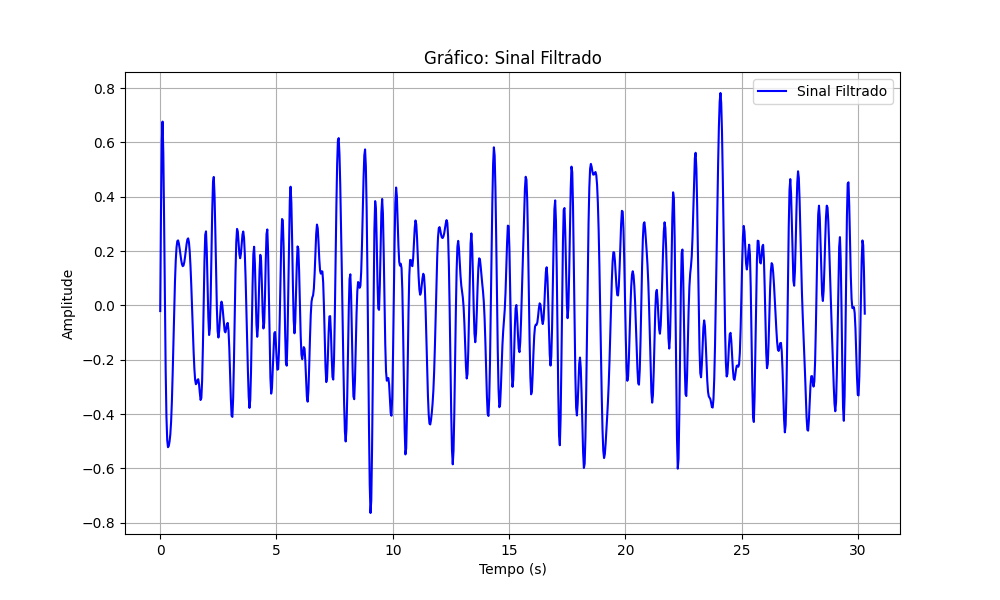 Gráfico: Sinal Filtrado
Sinal Filtrado
Amplitude
0.8
0.6
0.4
0.2
0.0
−0.2
−0.4
−0.6
−0.8
0 5 10 15 20 25 30
Tempo (s)